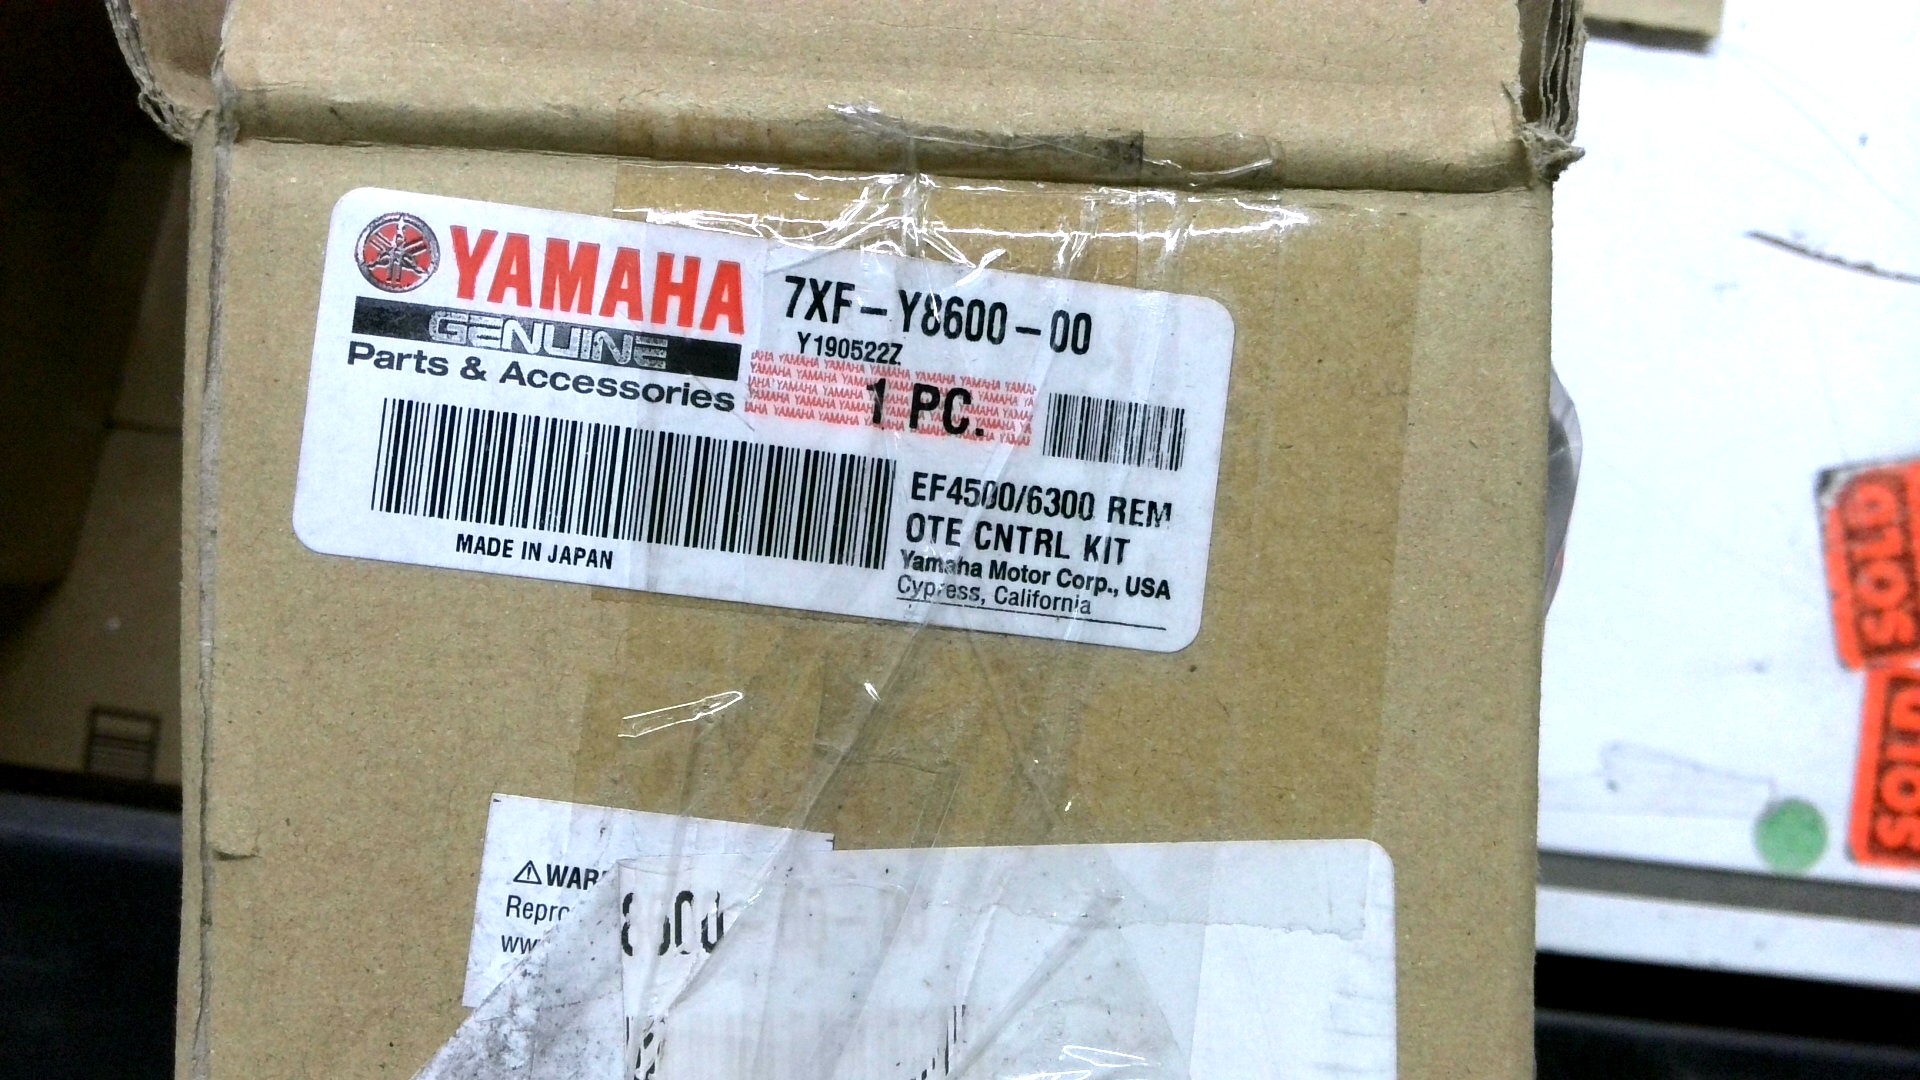 YAMAHA
GENUINE
Parts & Accessories
7XF-Y8600-00
Y190522Z
1 PC.
EF4500/6300 REM
OTE CNTRL KIT
Yamaha Motor Corp., USA
Cypress, California
MADE IN JAPAN
SOLD
SOLD